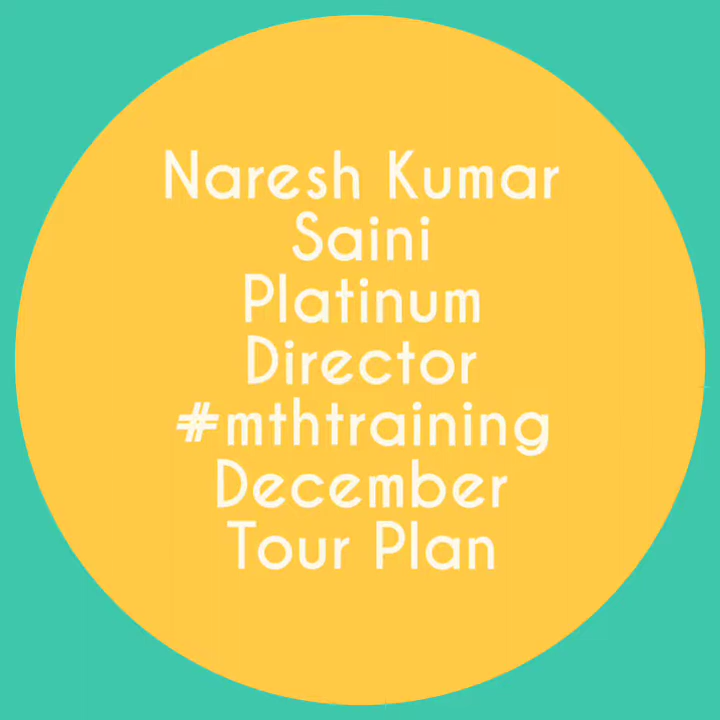 Naresh Kumar
Saini
Platinum
Director
#mthtraining
December
Tour Plan